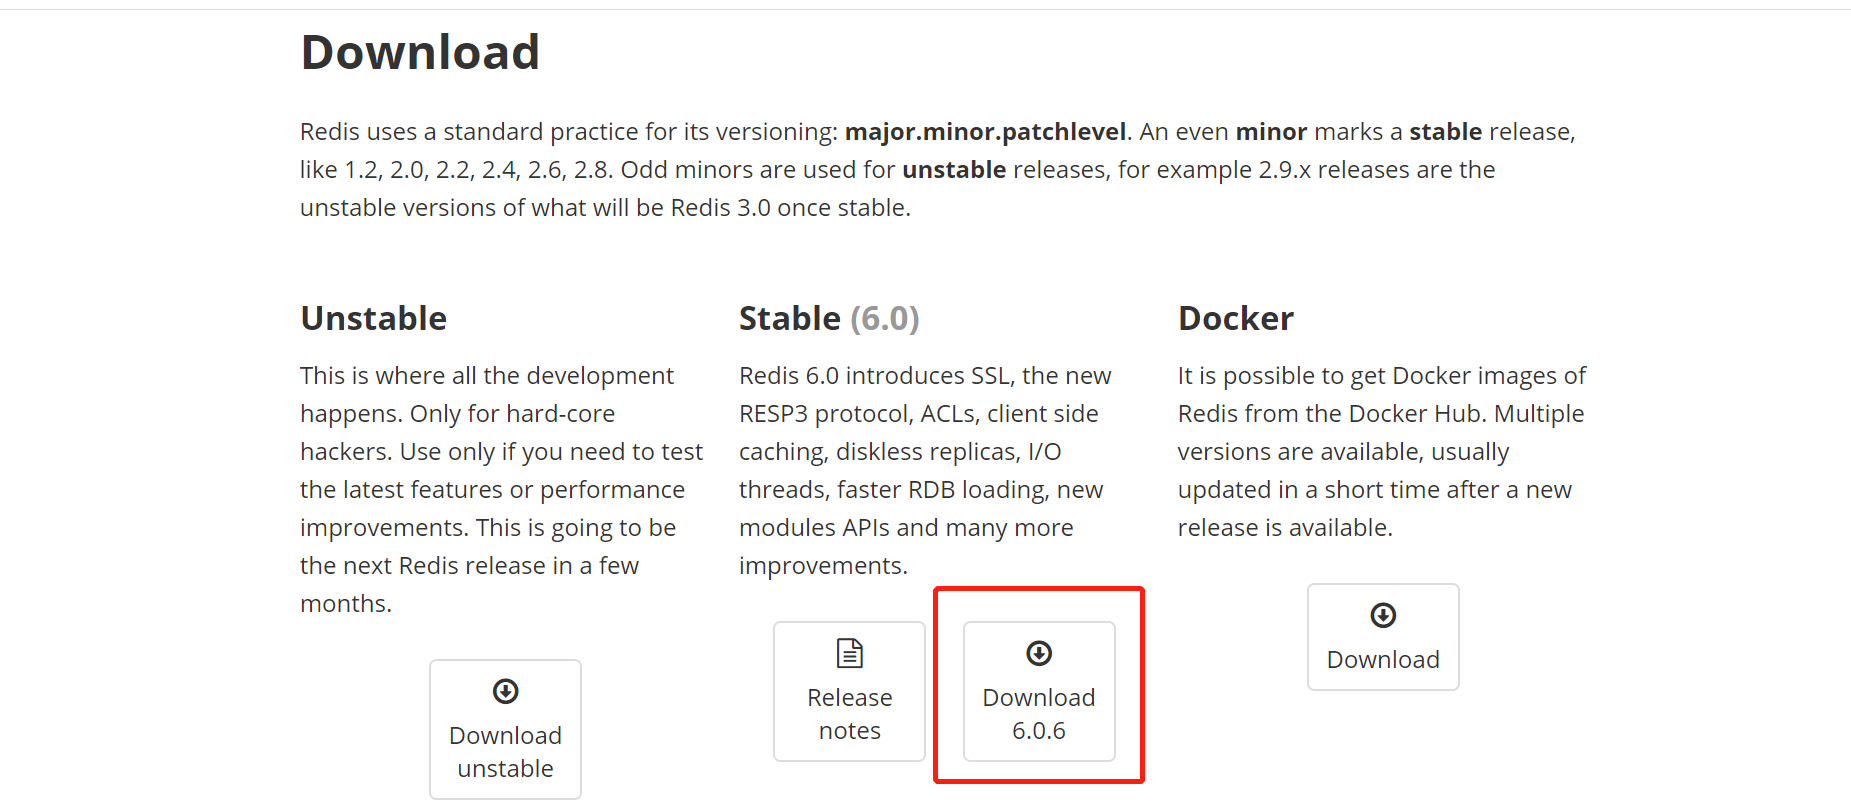 Download
Redis uses a standard practice for its versioning: major.minor.patchlevel. An even minor marks a stable release,
like 1.2, 2.0, 2.2, 2.4, 2.6, 2.8. Odd minors are used for unstable releases, for example 2.9.x releases are the
unstable versions of what will be Redis 3.0 once stable.
Unstable
This is where all the development
happens. Only for hard-core
hackers. Use only if you need to test
the latest features or performance
improvements. This is going to be
the next Redis release in a few
months.
Download
unstable
Stable (6.0)
Redis 6.0 introduces SSL, the new
RESP3 protocol, ACLs, client side
caching, diskless replicas, I/O
threads, faster RDB loading, new
modules APIs and many more
improvements.
Release
notes
Download
6.0.6
Docker
It is possible to get Docker images of
Redis from the Docker Hub. Multiple
versions are available, usually
updated in a short time after a new
release is available.
Download